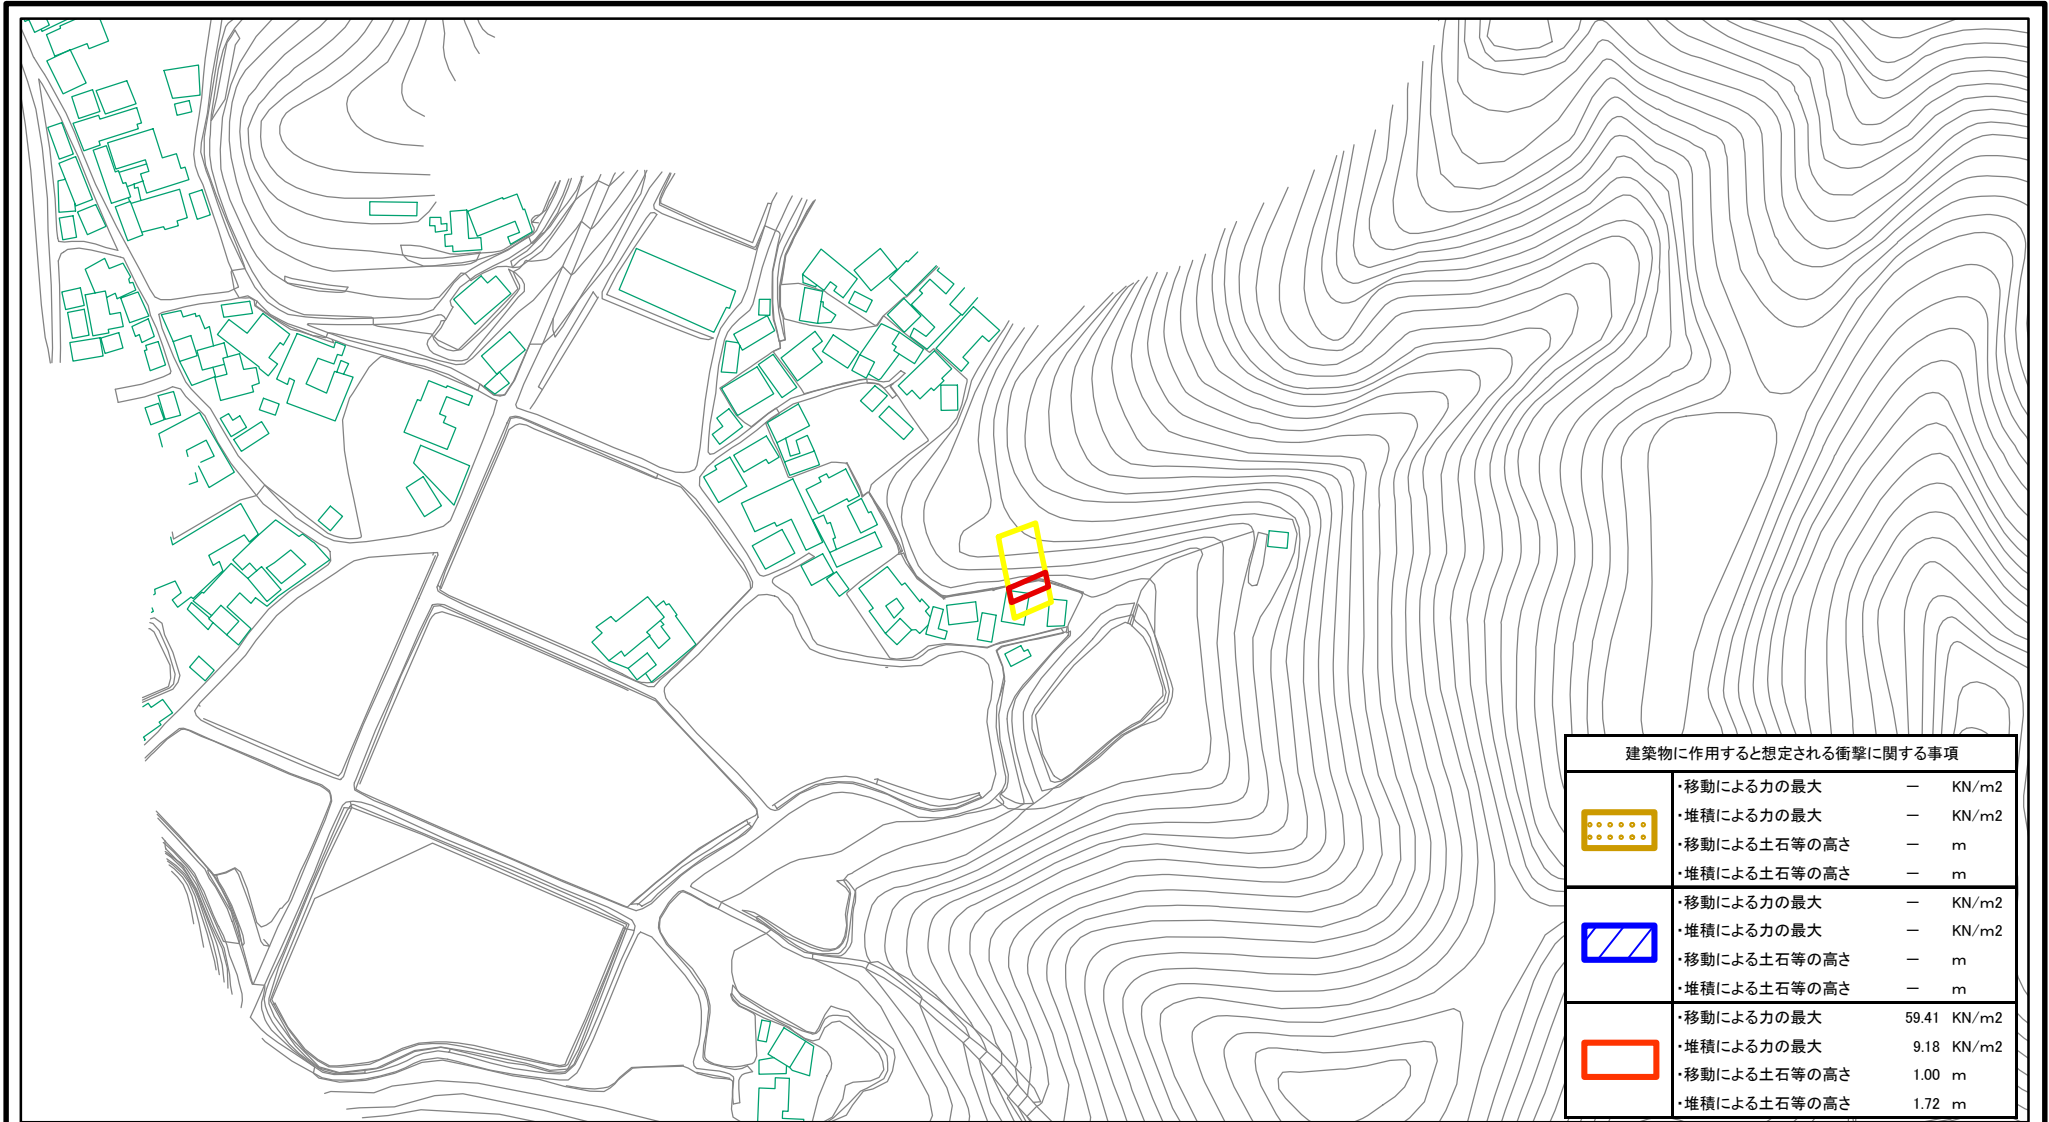 建築物に作用すると想定される衝撃に関する事項
・移動による力の最大 － KN/m2
・堆積による力の最大 － KN/m2
・移動による土石等の高さ － m
・堆積による土石等の高さ － m
・移動による力の最大 － KN/m2
・堆積による力の最大 － KN/m2
・移動による土石等の高さ － m
・堆積による土石等の高さ － m
・移動による力の最大 59.41 KN/m2
・堆積による力の最大 9.18 KN/m2
・移動による土石等の高さ 1.00 m
・堆積による土石等の高さ 1.72 m